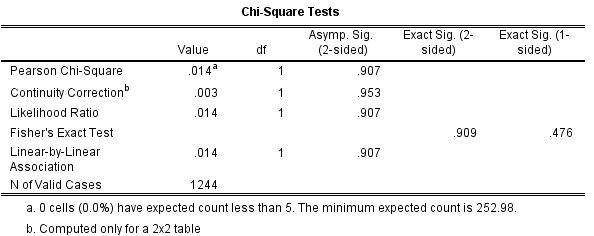 Chi-Square Tests
Value df Asymp. Sig. (2-sided) Exact Sig. (2-sided) Exact Sig. (1-sided)
Pearson Chi-Square .014a 1 .907
Continuity Correctionb .003 1 .953
Likelihood Ratio .014 1 .907
Fisher's Exact Test .909 .476
Linear-by-Linear Association .014 1 .907
N of Valid Cases 1244
a. 0 cells (0.0%) have expected count less than 5. The minimum expected count is 252.98.
b. Computed only for a 2x2 table